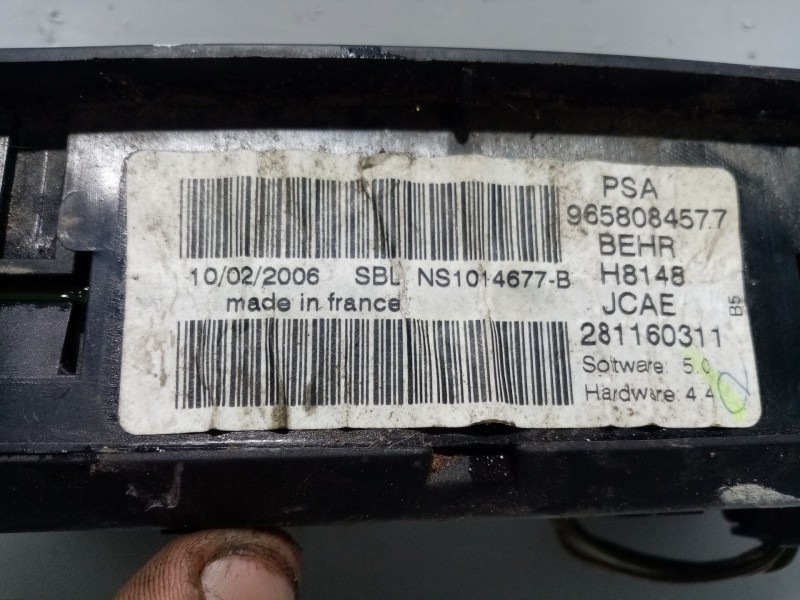 PSA
9658084577
BEHR
10/02/2006 SBL NS1014677-B H8148
made in france JCAE
281160311
Software: 5.0
Hardware: 4.4
B5